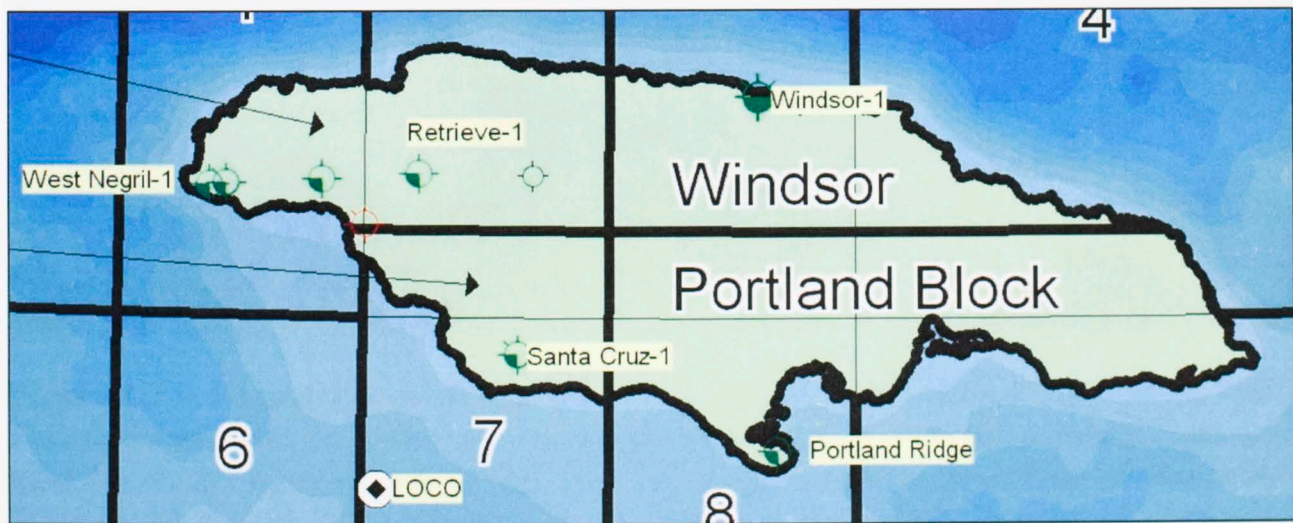 4
Windsor-1
Retrieve-1
West Negril-1
Windsor
Portland Block
Santa Cruz-1
6
7
Portland Ridge
LOCO
8